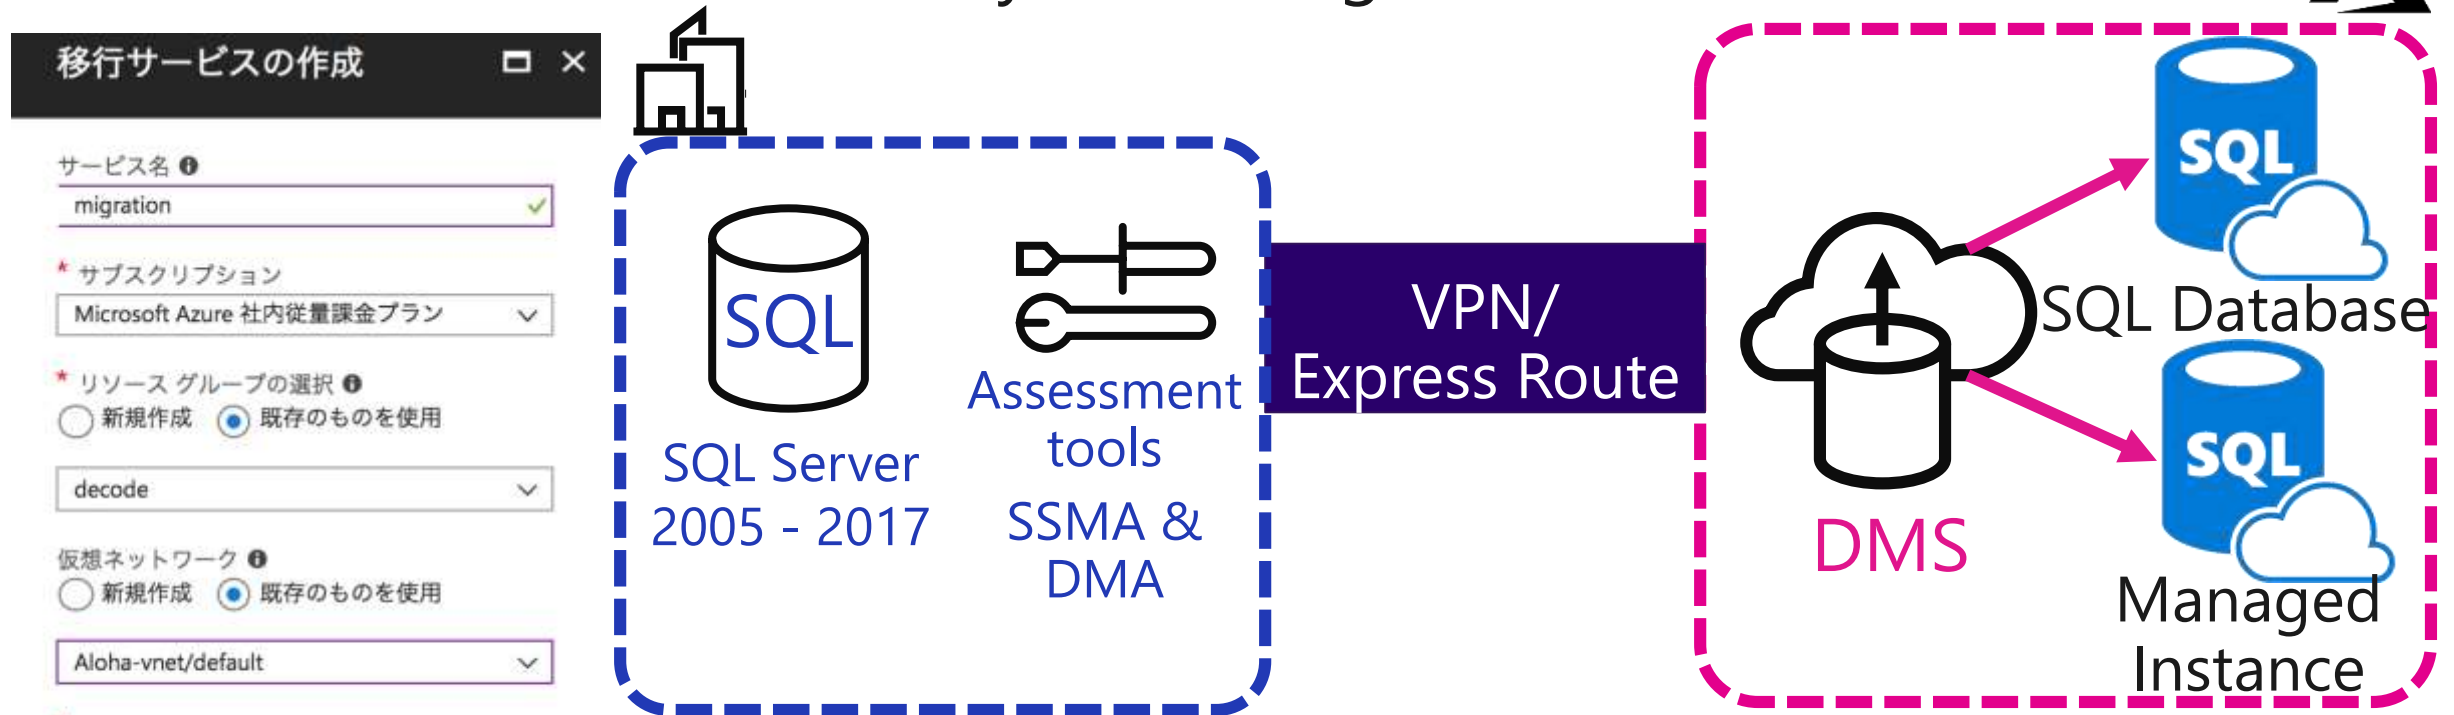 移行サービスの作成
サービス名
migration
* サブスクリプション
Microsoft Azure 社内従量課金プラン
* リソース グループの選択
新規作成 既存のものを使用
decode
仮想ネットワーク
新規作成 既存のものを使用
Aloha-vnet/default
SQL
SQL Server
2005 - 2017
Assessment
tools
SSMA &
DMA
VPN/
Express Route
DMS
SQL
SQL Database
SQL
Managed
Instance